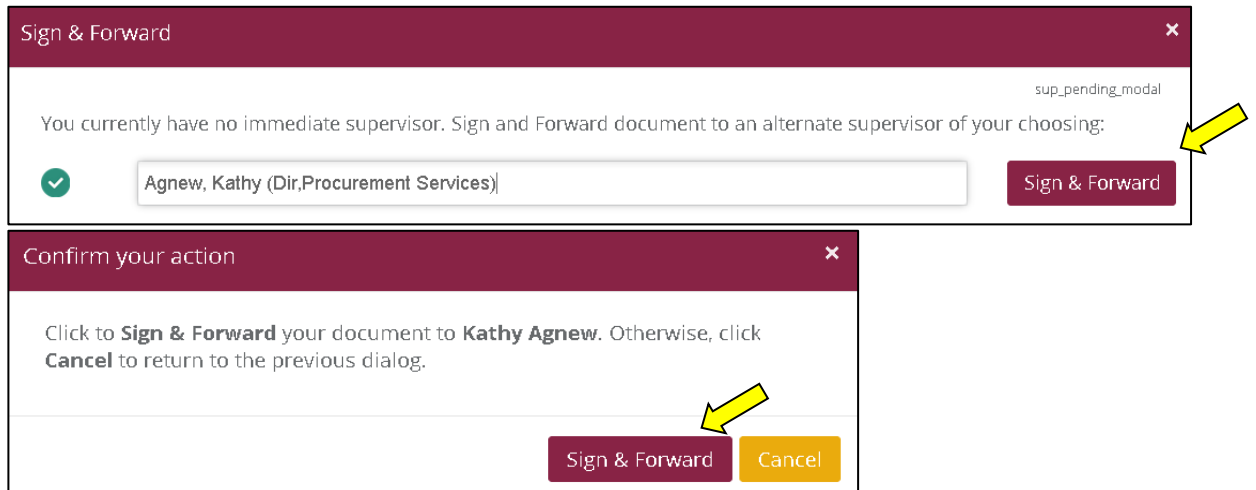 Sign & Forward ×
sup_pending_modal
You currently have no immediate supervisor. Sign and Forward document to an alternate supervisor of your choosing:
Agnew, Kathy (Dir,Procurement Services)
Sign & Forward
Confirm your action ×
Click to Sign & Forward your document to Kathy Agnew. Otherwise, click
Cancel to return to the previous dialog.
Sign & Forward
Cancel